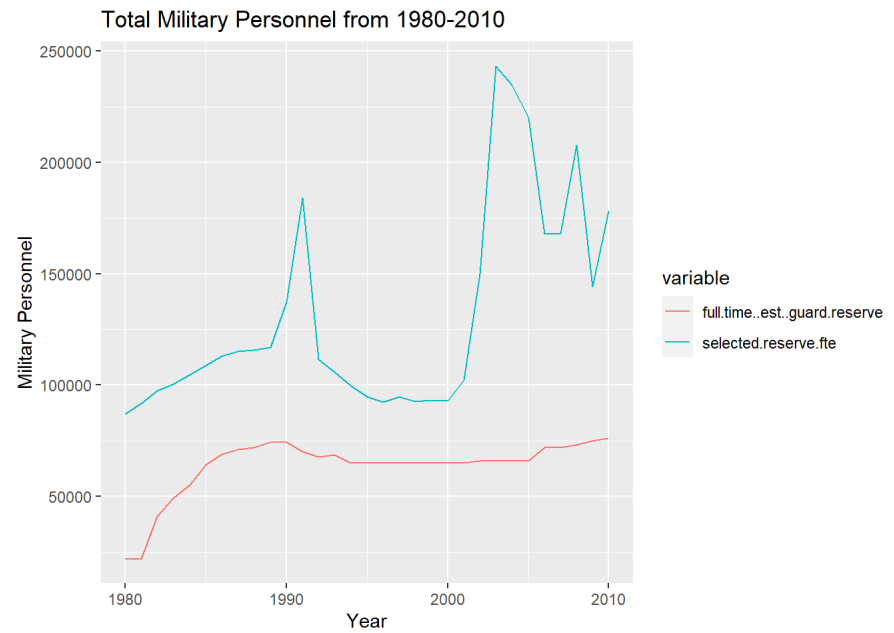 Total Military Personnel from 1980-2010
250000
200000
150000
100000
50000
Military Personnel
1980 1990 2000 2010
Year
variable
full.time..est..guard.reserve
selected.reserve.fte